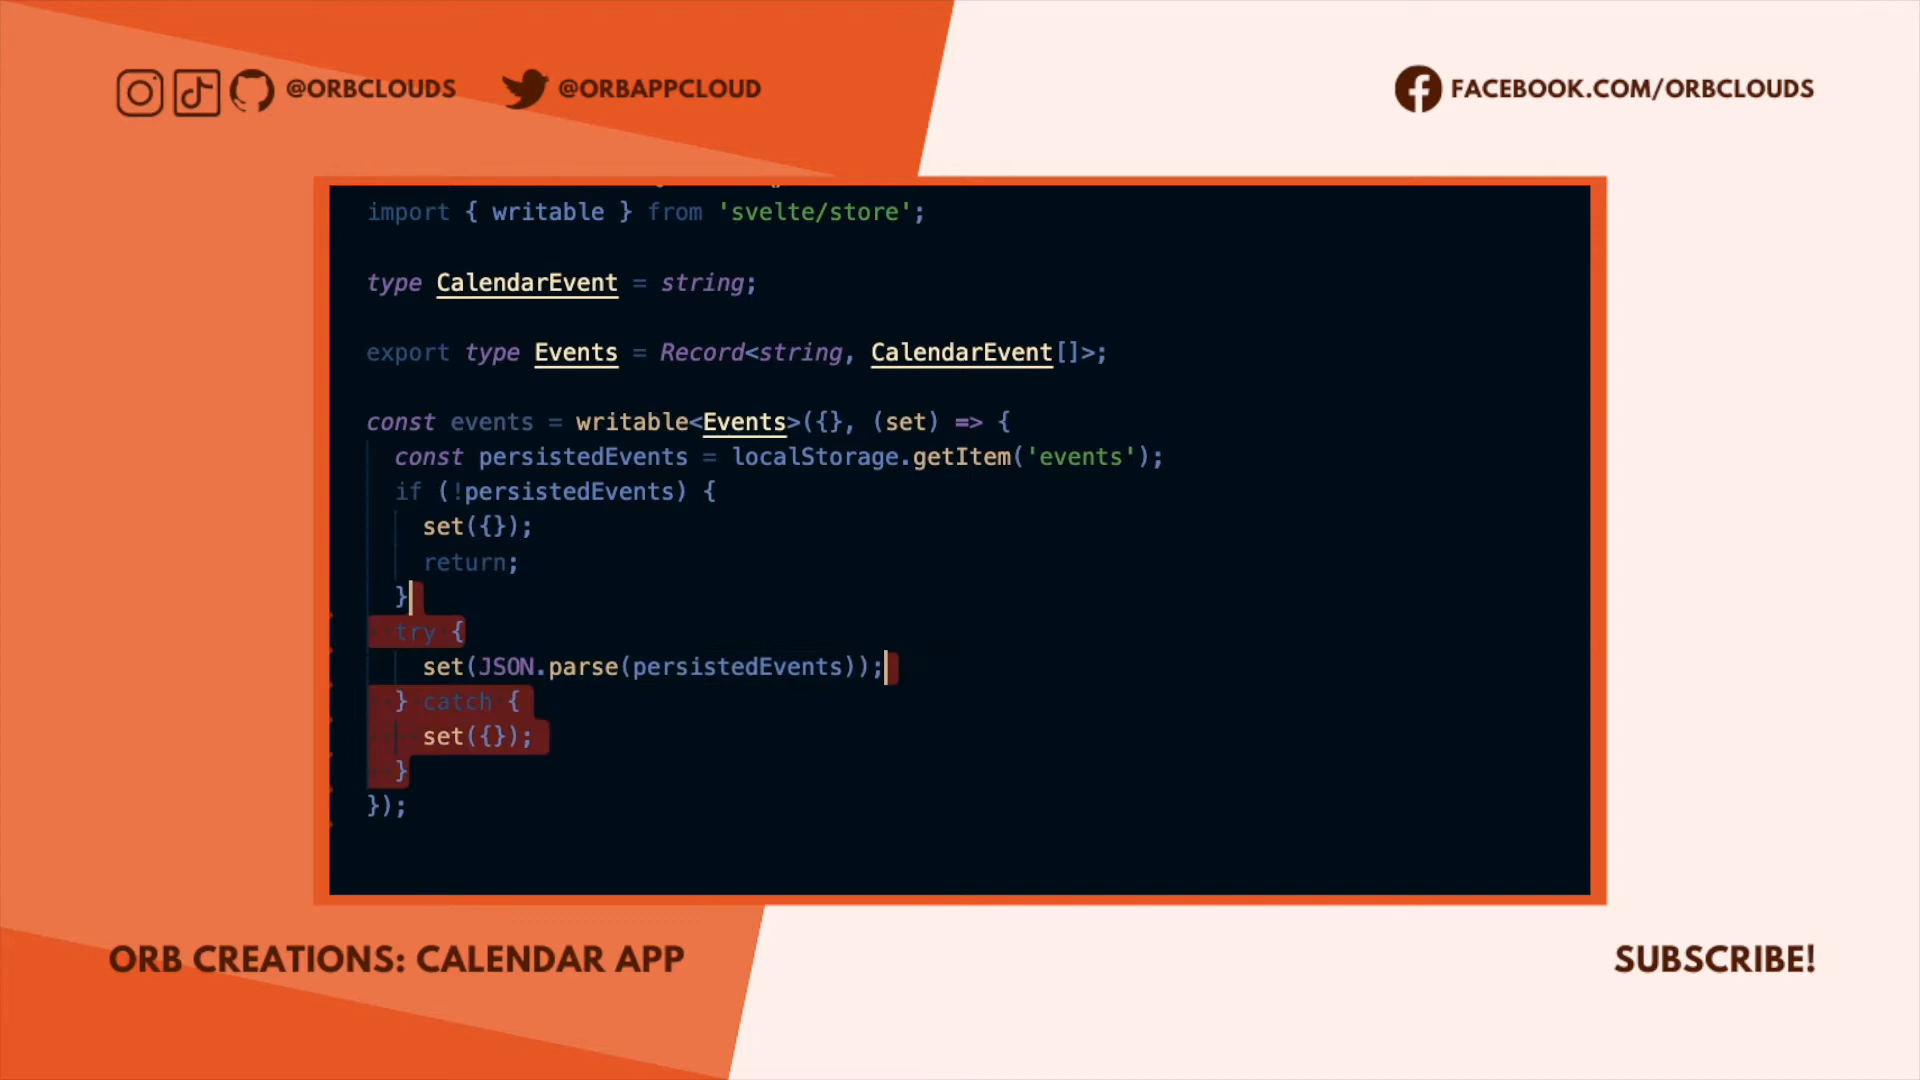 @ORBCLOUDS @ORBAPPCLOUD FACEBOOK.COM/ORBCLOUDS
import { writable } from 'svelte/store';
type CalendarEvent = string;
export type Events = Record<string, CalendarEvent[]>;
const events = writable<Events>({}, (set) => {
const persistedEvents = localStorage.getItem('events');
if (!persistedEvents) {
set({});
return;
}
try {
set(JSON.parse(persistedEvents));
} catch {
set({});
}
});
ORB CREATIONS: CALENDAR APP SUBSCRIBE!